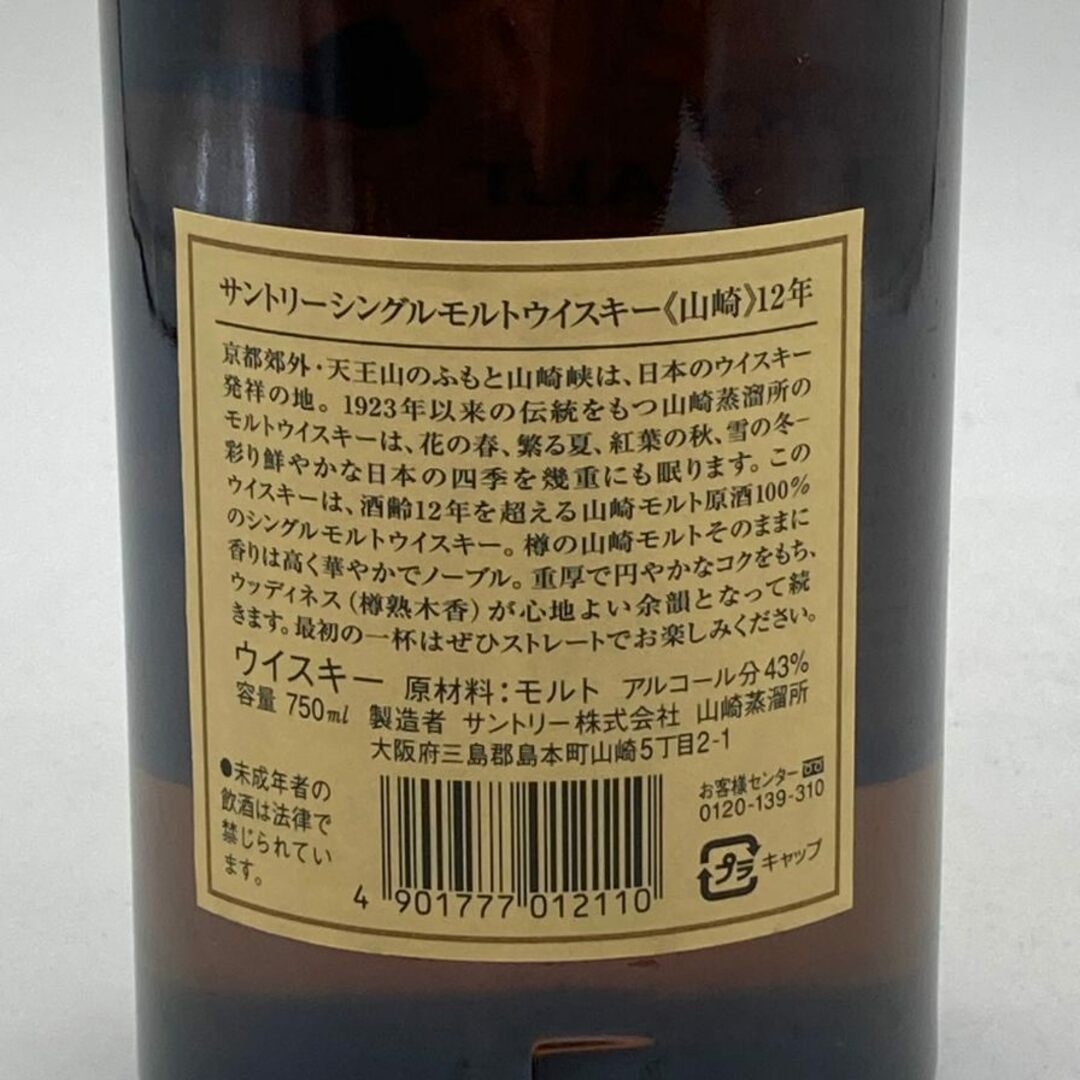 サントリーシングルモルトウイスキー《山崎》12年
京都郊外・天王山のふもと山崎峡は、日本のウイスキー
発祥の地。1923年以来の伝統をもつ山崎蒸溜所の
モルトウイスキーは、花の春、繁る夏、紅葉の秋、雪の冬−
彩り鮮やかな日本の四季を幾重にも眠ります。この
ウイスキーは、酒齢12年を超える山崎モルト原酒100%
のシングルモルトウイスキー。樽の山崎モルトそのままに
香りは高く華やかでノーブル。重厚で円やかなコクをもち、
ウッディネス(樽熟木香)が心地よい余韻となって続
きます。最初の一杯はぜひストレートでお楽しみください。
ウイスキー 原材料:モルト アルコール分43%
容量 750ml 製造者 サントリー株式会社 山崎蒸溜所
大阪府三島郡島本町山崎5丁目2-1
●未成年者の
飲酒は法律で
禁じられてい
ます。
4 901777 012110
お客様センター
0120-139-310
プラ キャップ